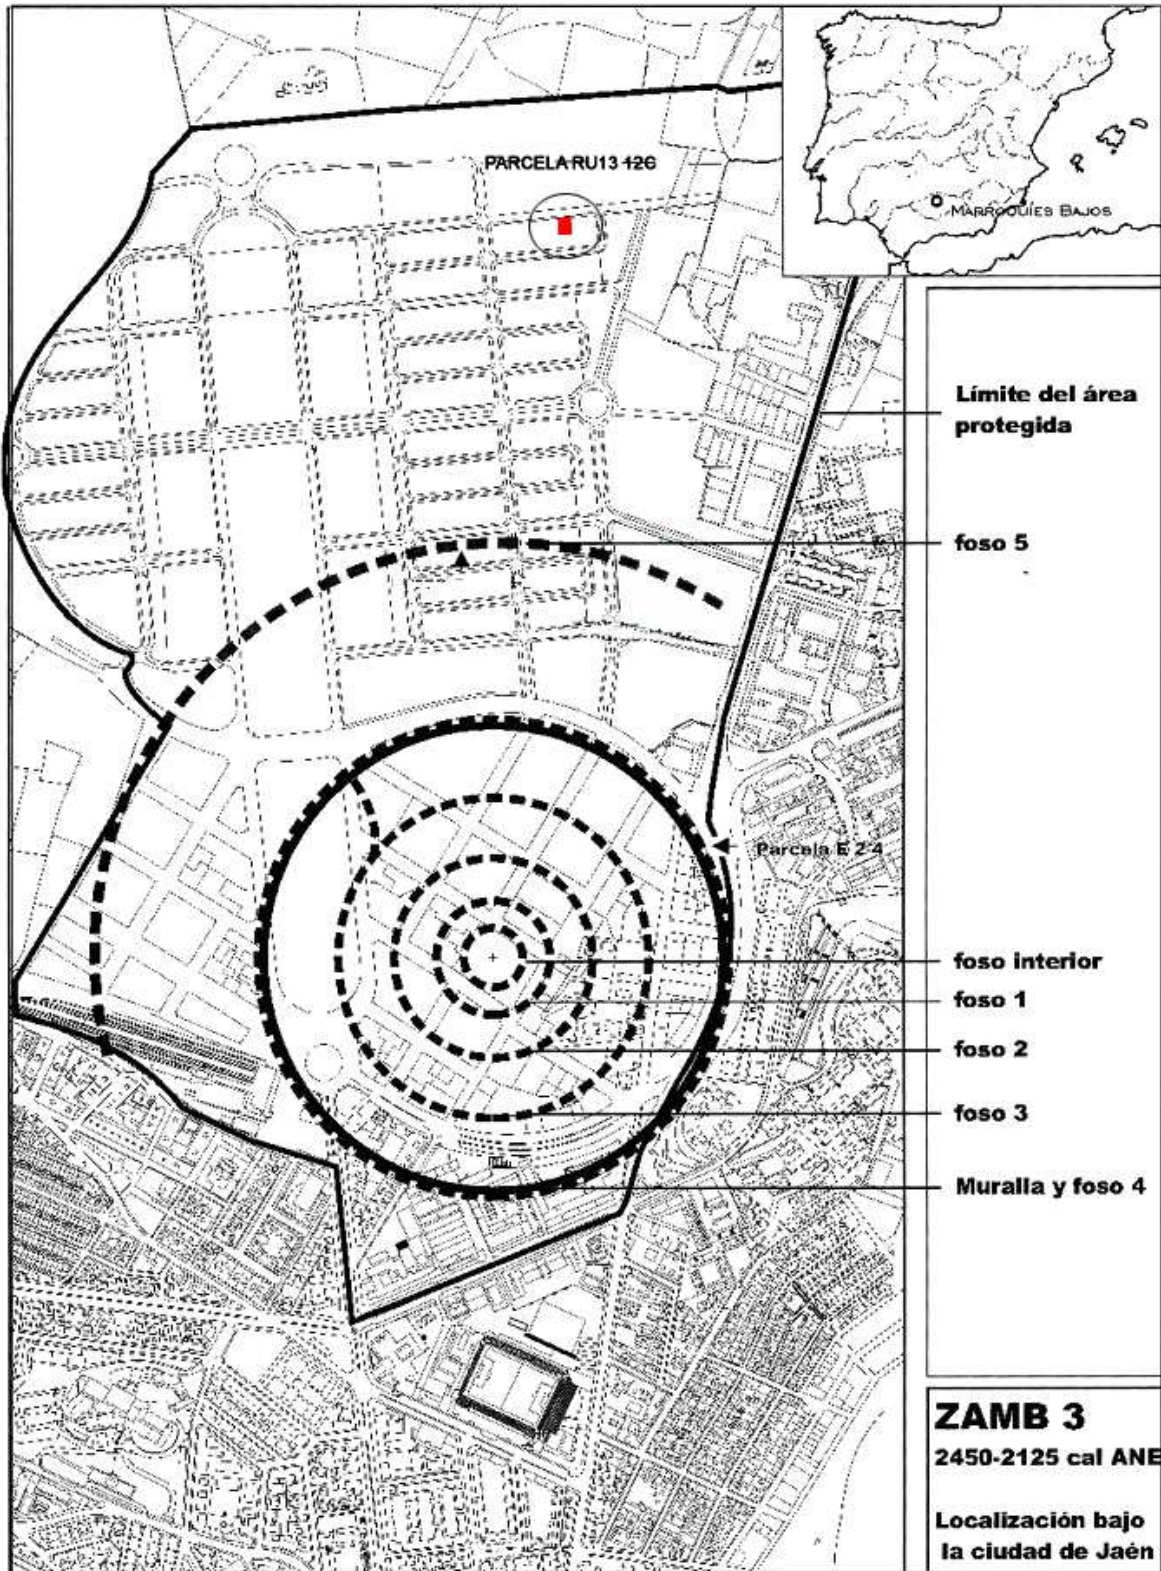 PARCELA RU13 12G
MARROQUÍES BAJOS
Límite del área
protegida
foso 5
Parcela E 2 4
foso interior
foso 1
foso 2
foso 3
Muralla y foso 4
ZAMB 3
2450-2125 cal ANE
Localización bajo
la ciudad de Jaén